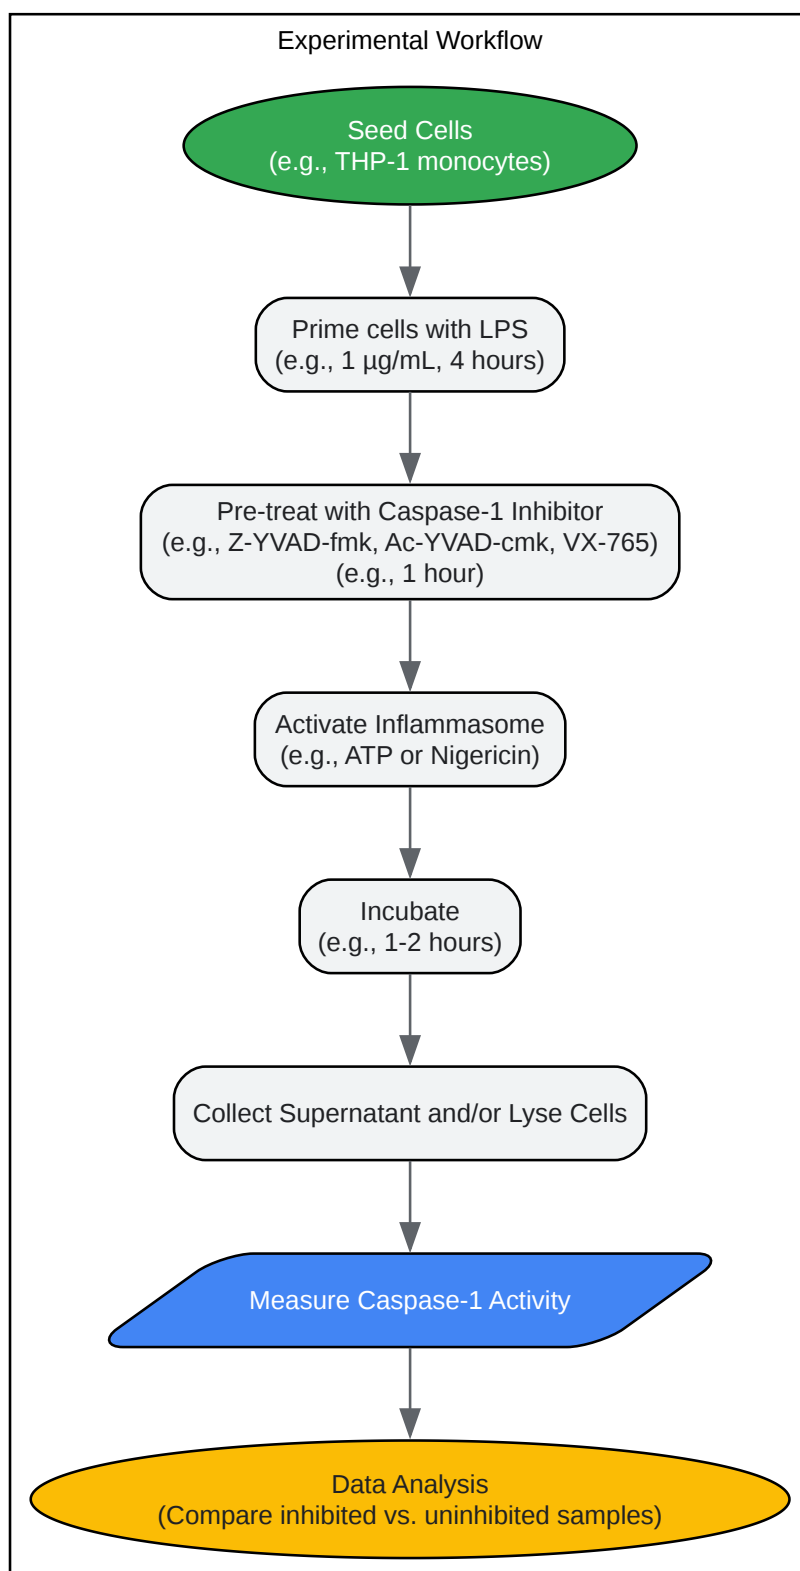 Experimental Workflow
Seed Cells
(e.g., THP-1 monocytes)
Prime cells with LPS
(e.g., 1 µg/mL, 4 hours)
Pre-treat with Caspase-1 Inhibitor
(e.g., Z-YVAD-fmk, Ac-YVAD-cmk, VX-765)
(e.g., 1 hour)
Activate Inflammasome
(e.g., ATP or Nigericin)
Incubate
(e.g., 1-2 hours)
Collect Supernatant and/or Lyse Cells
Measure Caspase-1 Activity
Data Analysis
(Compare inhibited vs. uninhibited samples)